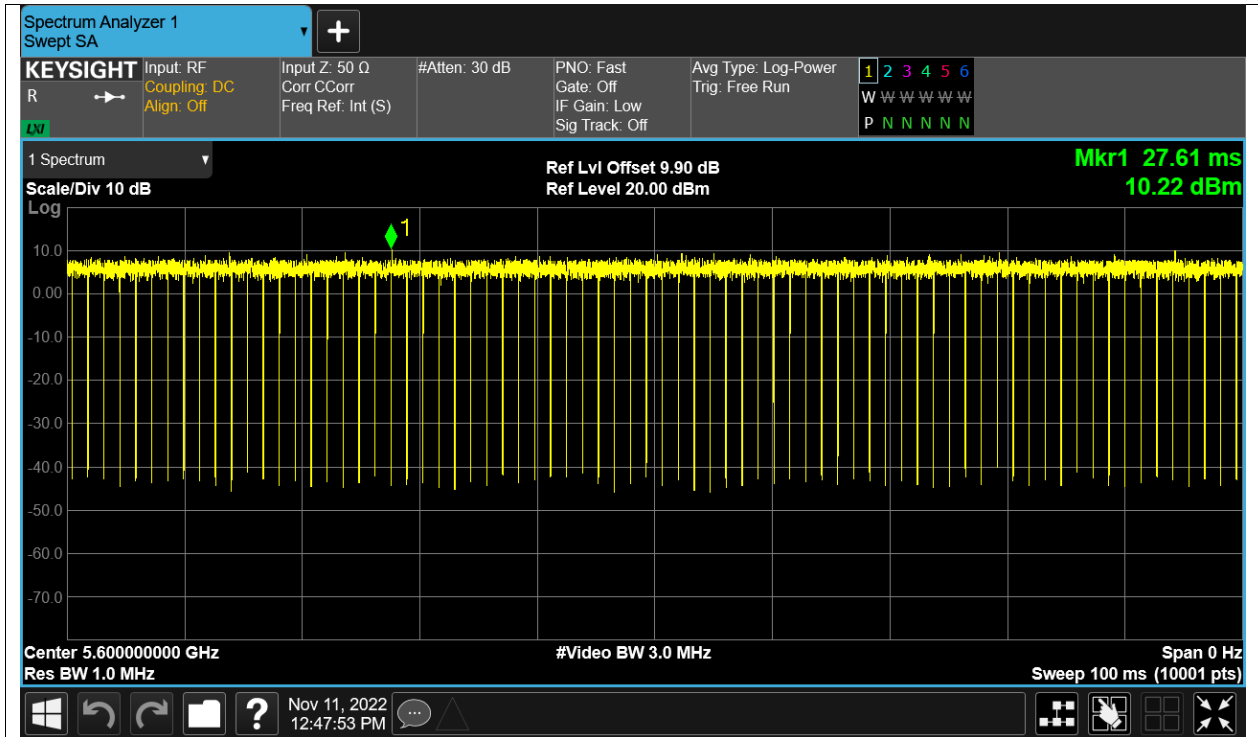 Spectrum Analyzer 1
Swept SA
+
KEYSIGHT
R
LXI
Input: RF
Coupling: DC
Align: Off
Input Z: 50 Ω
Corr CCorr
Freq Ref: Int (S)
#Atten: 30 dB
PNO: Fast
Gate: Off
IF Gain: Low
Sig Track: Off
Avg Type: Log-Power
Trig: Free Run
1 2 3 4 5 6
W W W W W W
P N N N N N
1 Spectrum
Scale/Div 10 dB
Log
Ref Lvl Offset 9.90 dB
Ref Level 20.00 dBm
Mkr1 27.61 ms
10.22 dBm
1
10.0
0.00
-10.0
-20.0
-30.0
-40.0
-50.0
-60.0
-70.0
Center 5.600000000 GHz
Res BW 1.0 MHz
#Video BW 3.0 MHz
Span 0 Hz
Sweep 100 ms (10001 pts)
?
Nov 11, 2022
12:47:53 PM